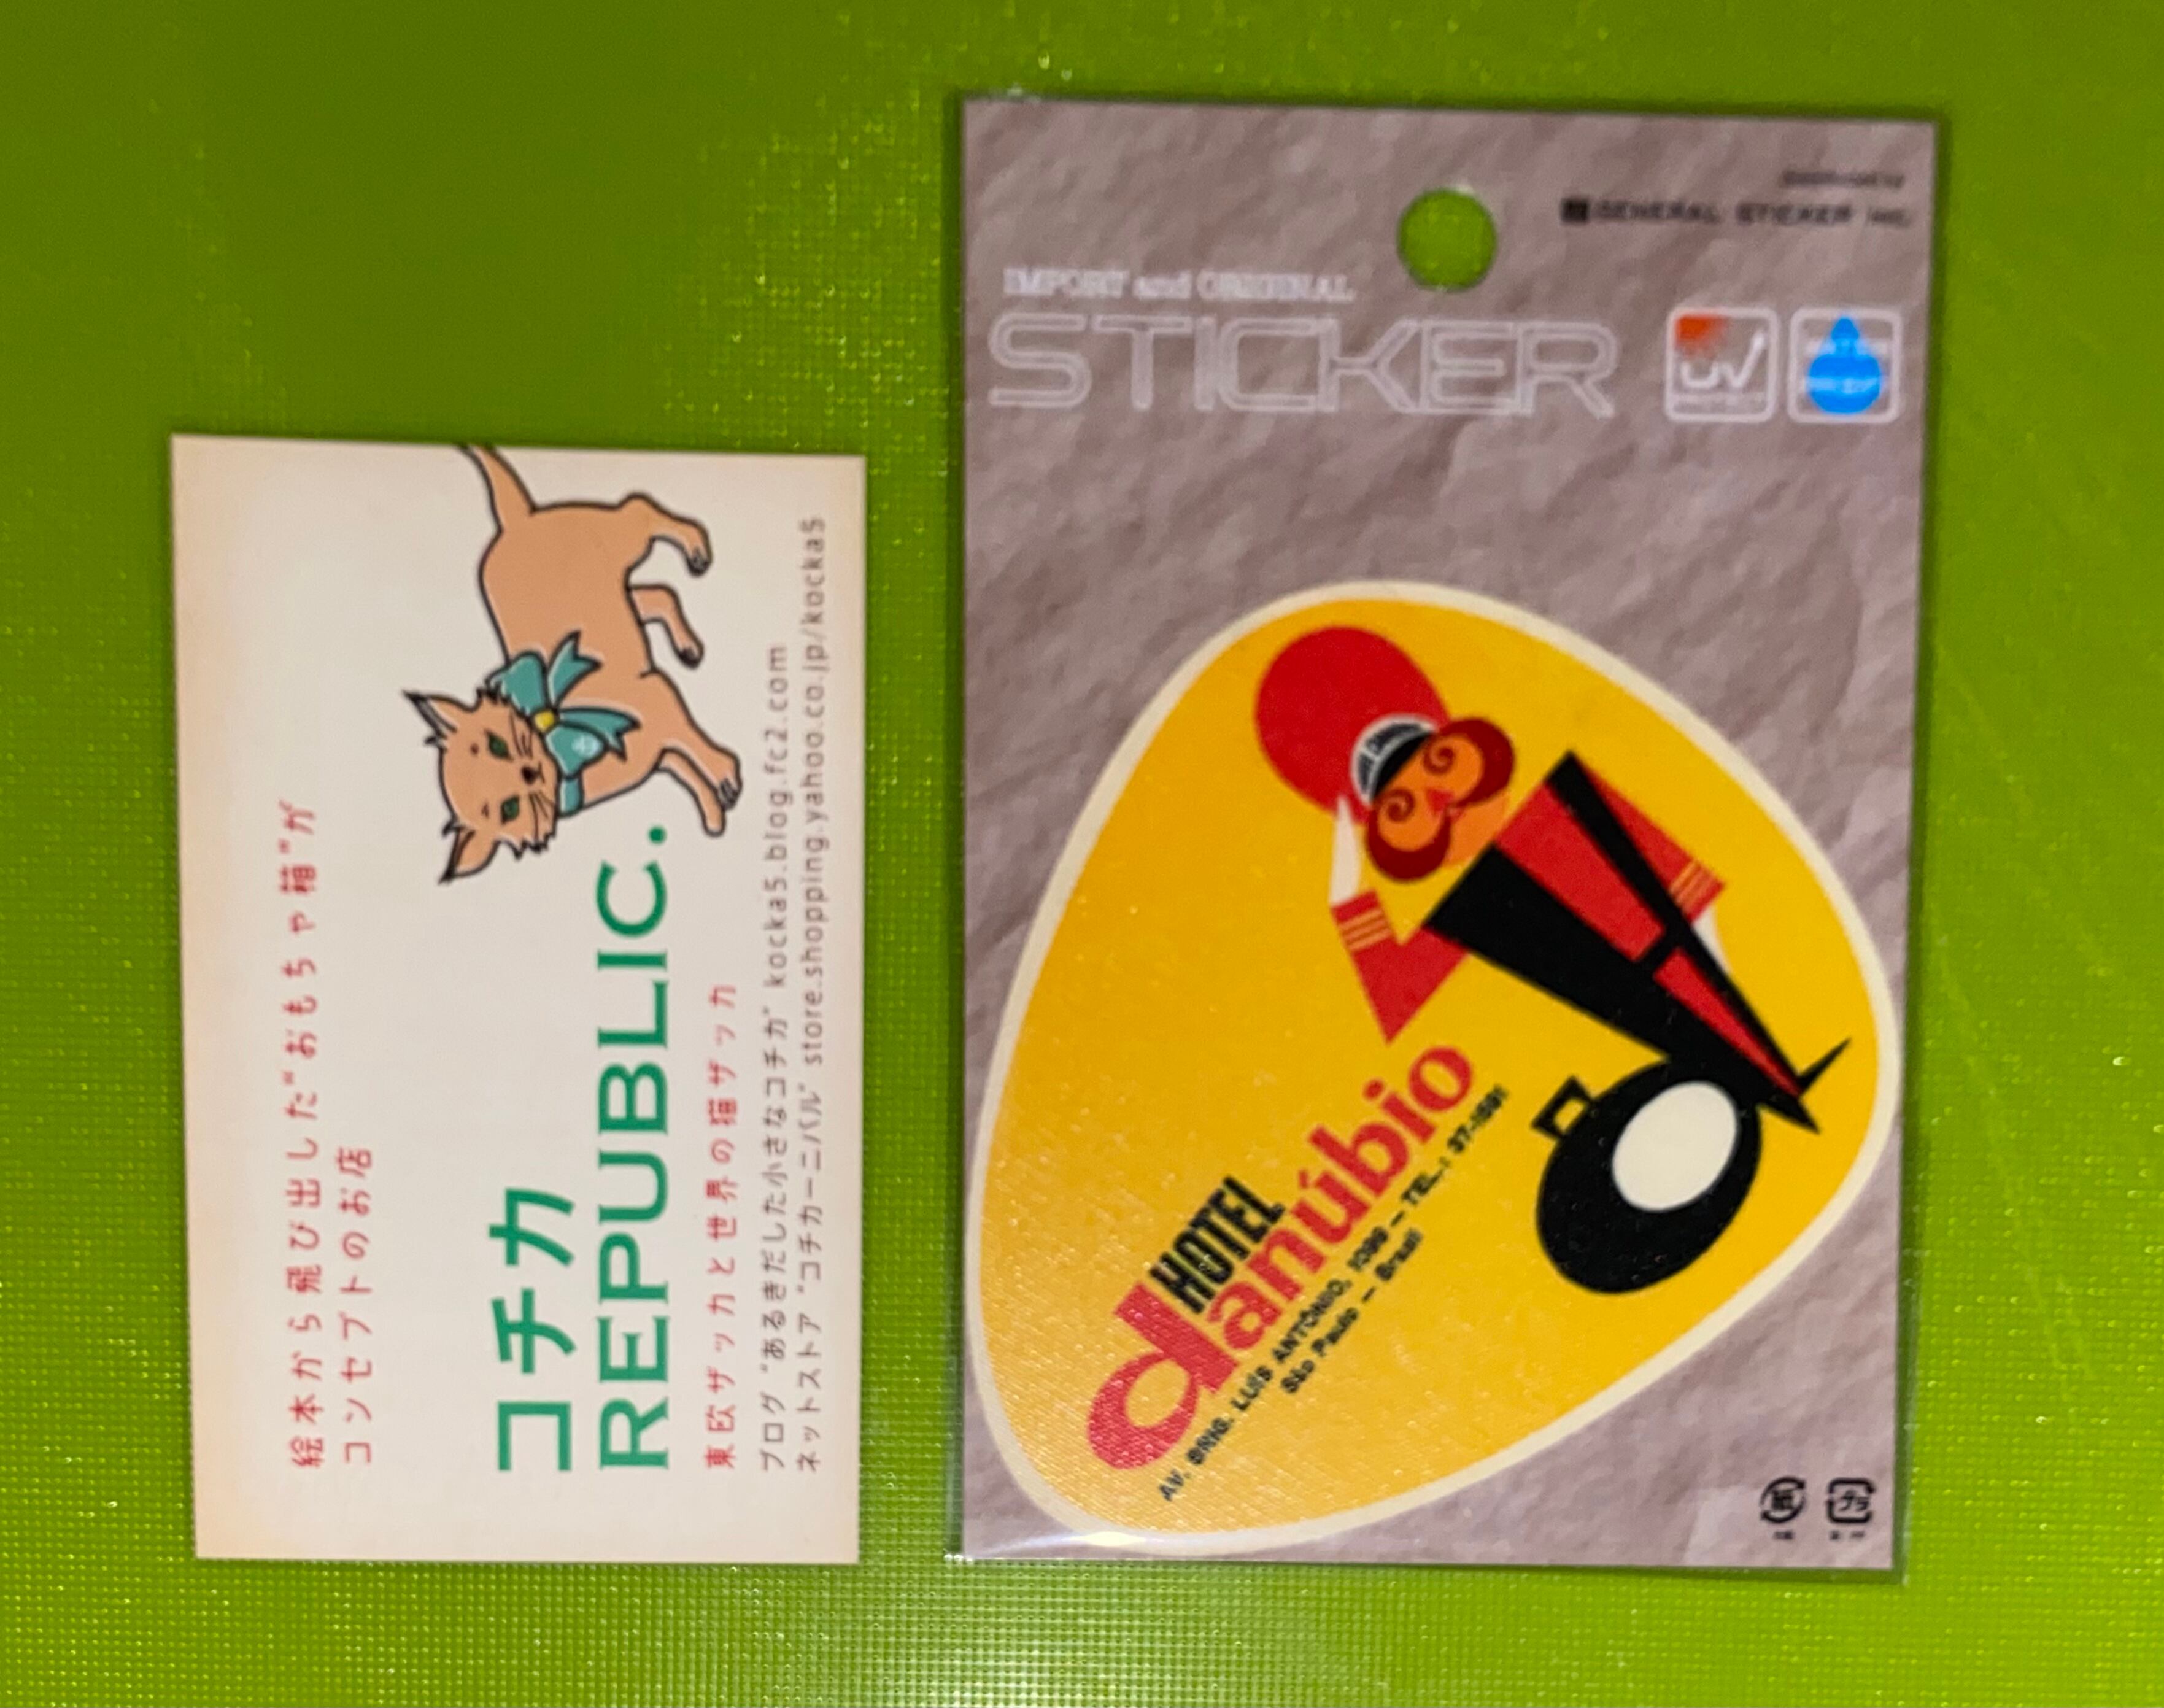 絵本から飛び出した“おもちゃ箱”が
コンセプトのお店
コチカ
REPUBLIC.
東欧ザッカと世界の猫ザッカ
ブログ “あるきだした小さなコチカ” kocka5.blog.fc2.com
ネットストア “コチカーニバル” store.shopping.yahoo.co.jp/kocka5
GENERAL STICKER INC.
IMPORT and ORIGINAL
STICKER
UV
HOTEL
danúbio
AV. BRIG. LUÍS ANTÔNIO, 1099 — TEL.: 37-1591
São Paulo — Brasil
紙
プラ